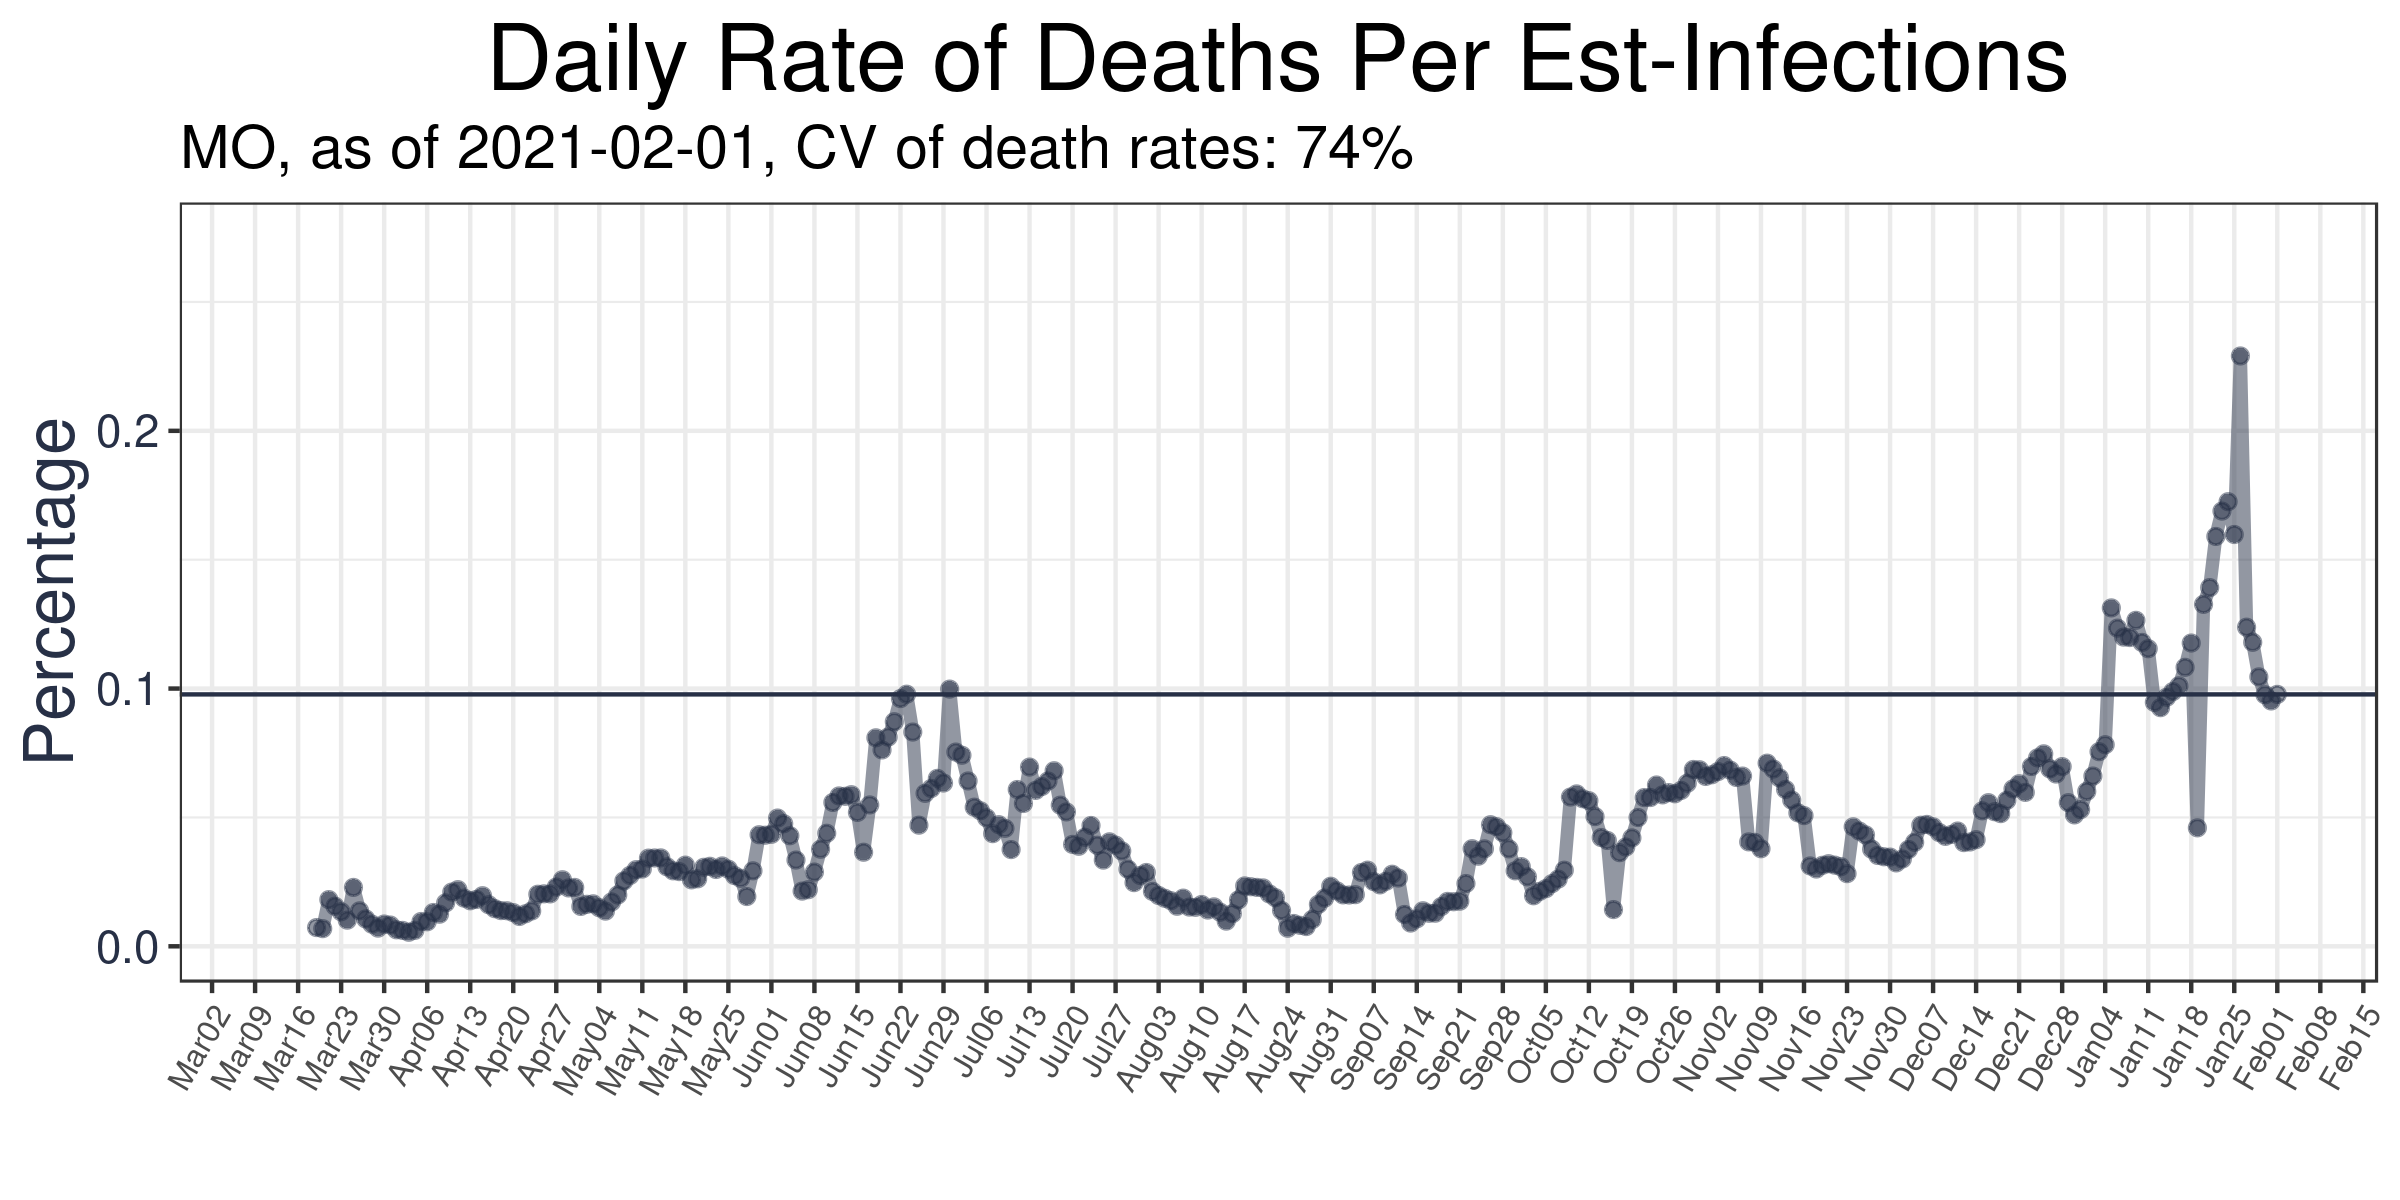 Daily Rate of Deaths Per Est-Infections
MO, as of 2021-02-01, CV of death rates: 74%
Percentage
0.2
0.1
0.0
Mar02
Mar09
Mar16
Mar23
Mar30
Apr06
Apr13
Apr20
Apr27
May04
May11
May18
May25
Jun01
Jun08
Jun15
Jun22
Jun29
Jul06
Jul13
Jul20
Jul27
Aug03
Aug10
Aug17
Aug24
Aug31
Sep07
Sep14
Sep21
Sep28
Oct05
Oct12
Oct19
Oct26
Nov02
Nov09
Nov16
Nov23
Nov30
Dec07
Dec14
Dec21
Dec28
Jan04
Jan11
Jan18
Jan25
Feb01
Feb08
Feb15